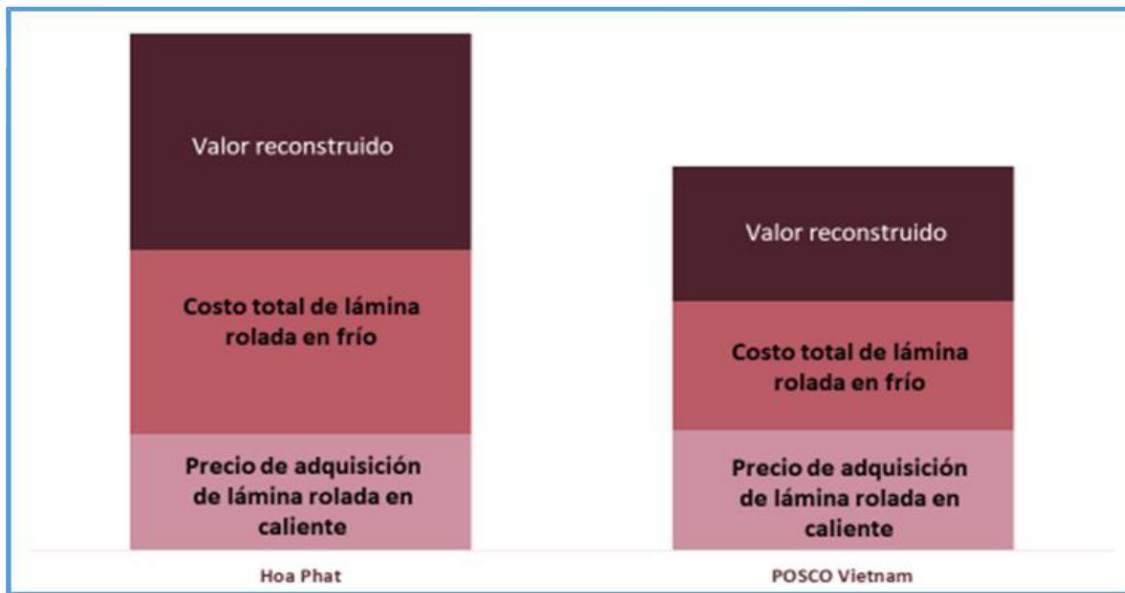 Valor reconstruido
Costo total de lámina
rolada en frío
Precio de adquisición
de lámina rolada en
caliente
Hoa Phat
Valor reconstruido
Costo total de lámina
rolada en frío
Precio de adquisición
de lámina rolada en
caliente
POSCO Vietnam